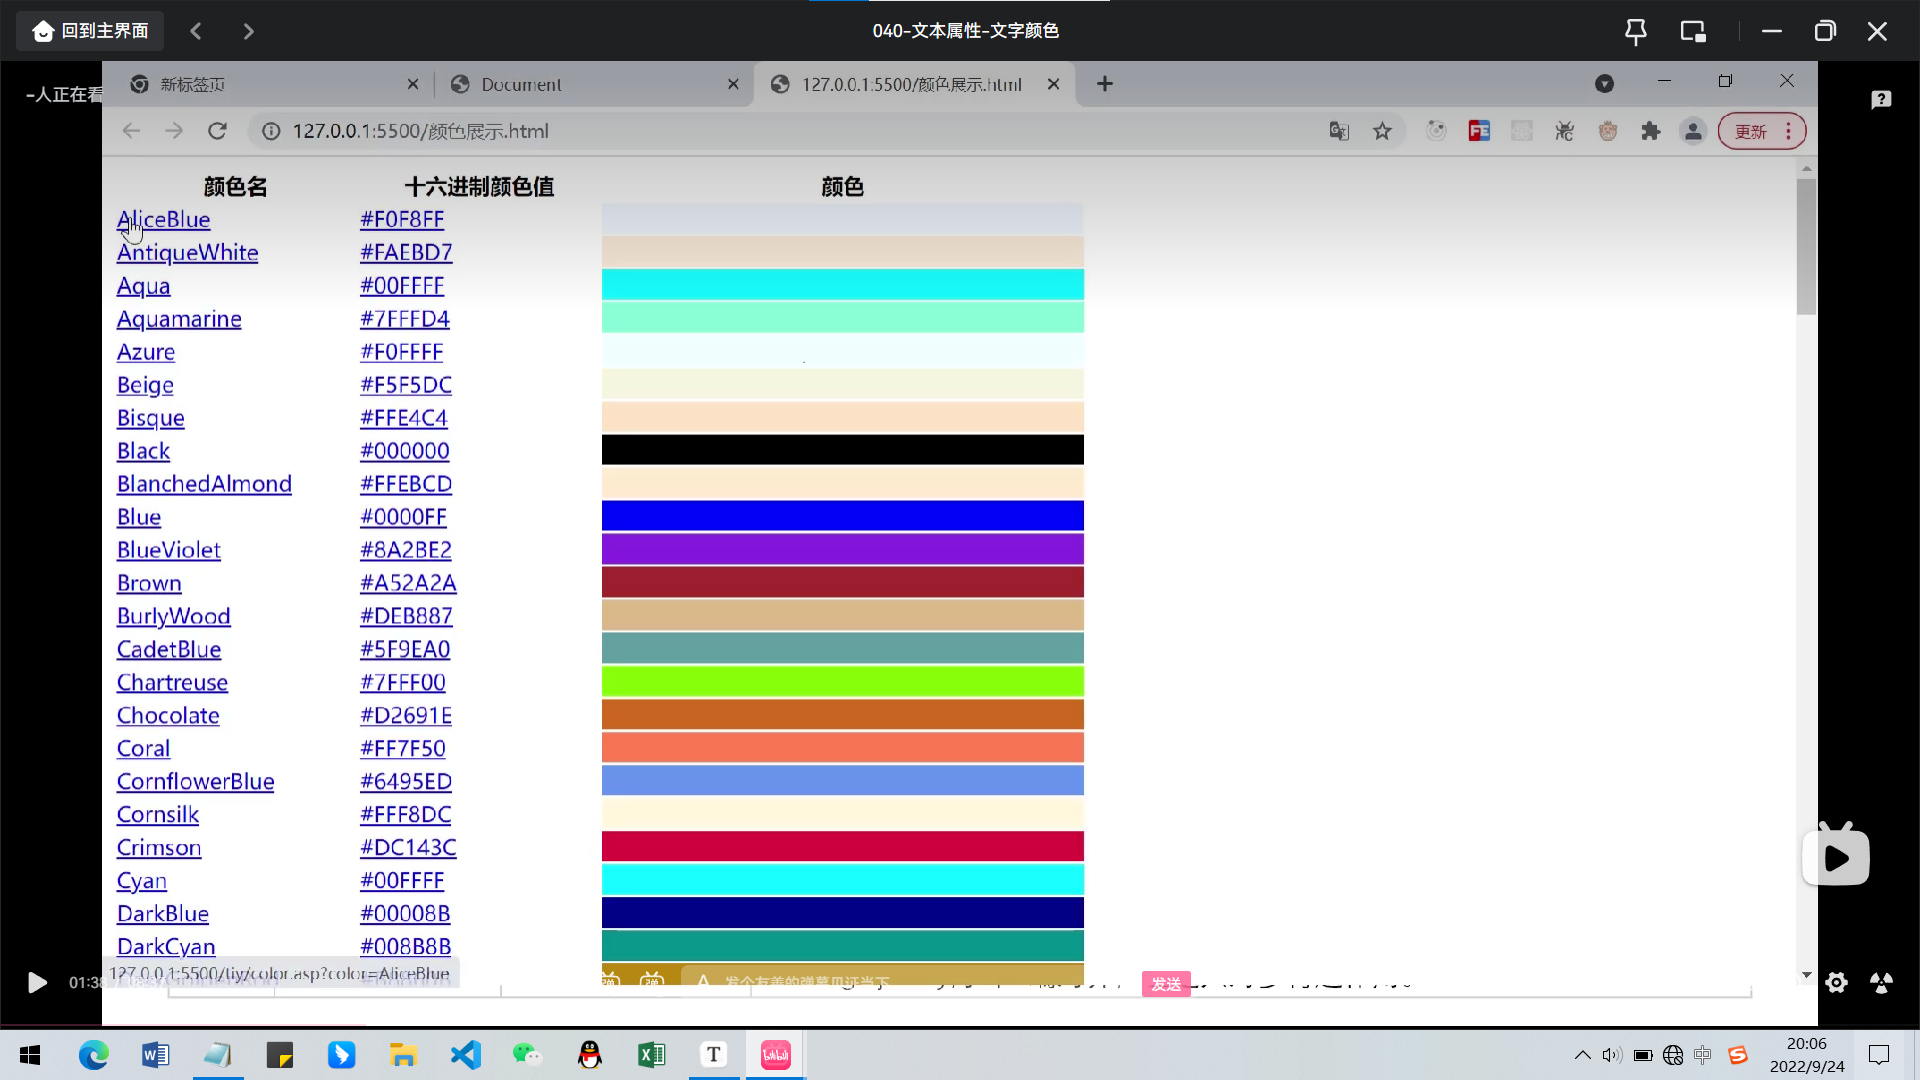 回到主界面
040-文本属性-文字颜色
-人正在看
新标签页
Document
127.0.0.1:5500/颜色展示.html
127.0.0.1:5500/颜色展示.html
FE
更新
颜色名 十六进制颜色值 颜色
AliceBlue #F0F8FF
AntiqueWhite #FAEBD7
Aqua #00FFFF
Aquamarine #7FFFD4
Azure #F0FFFF
Beige #F5F5DC
Bisque #FFE4C4
Black #000000
BlanchedAlmond #FFEBCD
Blue #0000FF
BlueViolet #8A2BE2
Brown #A52A2A
BurlyWood #DEB887
CadetBlue #5F9EA0
Chartreuse #7FFF00
Chocolate #D2691E
Coral #FF7F50
CornflowerBlue #6495ED
Cornsilk #FFF8DC
Crimson #DC143C
Cyan #00FFFF
DarkBlue #00008B
DarkCyan #008B8B
127.0.0.1:5500/tiy/color.asp?color=AliceBlue
01:38
发个友善的弹幕见证当下
发送
bilibili
中
20:06
2022/9/24